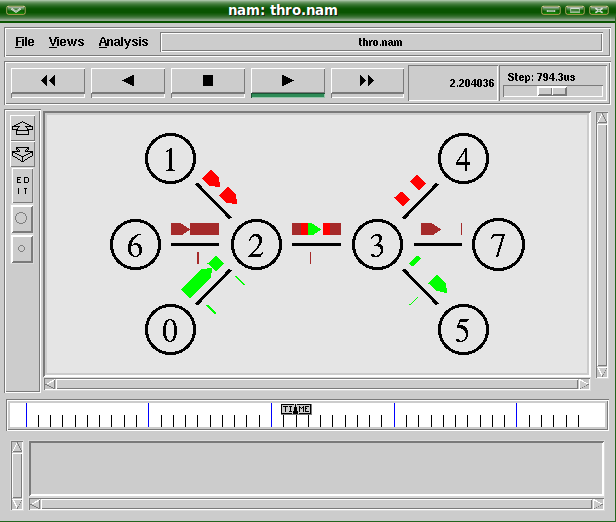 nam: thro.nam
File Views Analysis thro.nam
2.204036 Step: 794.3us
E D
I T
1 4
6 2 3 7
0 5
TIME